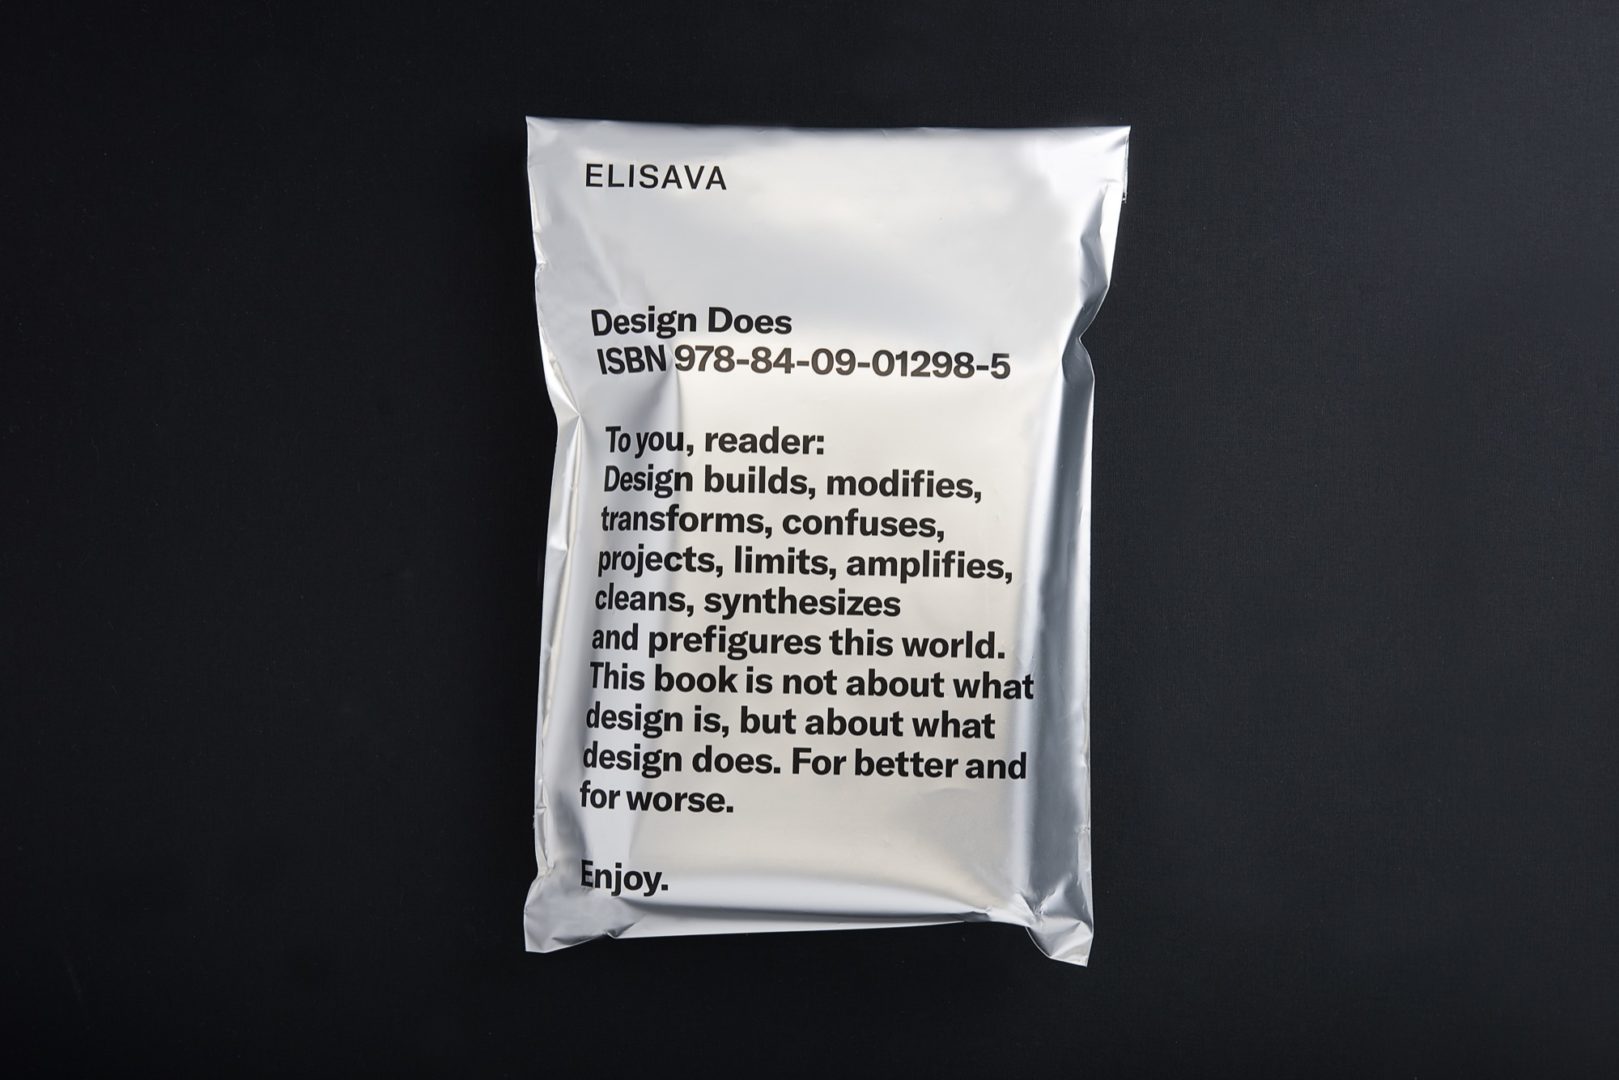 ELISAVA
Design Does
ISBN 978-84-09-01298-5
To you, reader:
Design builds, modifies,
transforms, confuses,
projects, limits, amplifies,
cleans, synthesizes
and prefigures this world.
This book is not about what
design is, but about what
design does. For better and
for worse.
Enjoy.